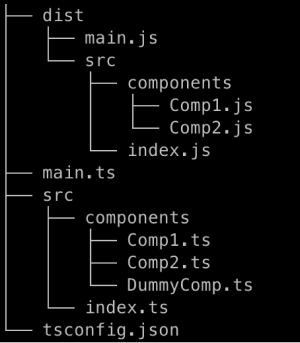 dist
main.js
src
components
Comp1.js
Comp2.js
index.js
main.ts
src
components
Comp1.ts
Comp2.ts
DummyComp.ts
index.ts
tsconfig.json